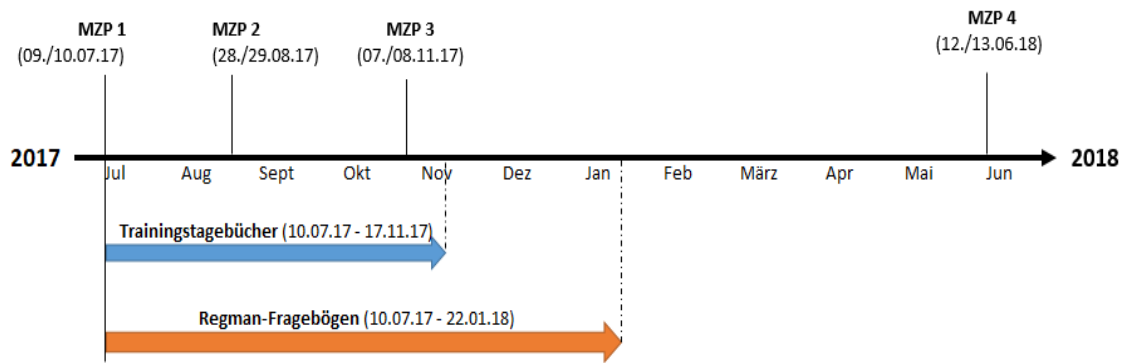 MZP 1
(09./10.07.17)
MZP 2
(28./29.08.17)
MZP 3
(07./08.11.17)
MZP 4
(12./13.06.18)
2017
2018
Jul Aug Sept Okt Nov Dez Jan Feb März Apr Mai Jun
Trainingstagebücher (10.07.17 - 17.11.17)
Regman-Fragebögen (10.07.17 - 22.01.18)